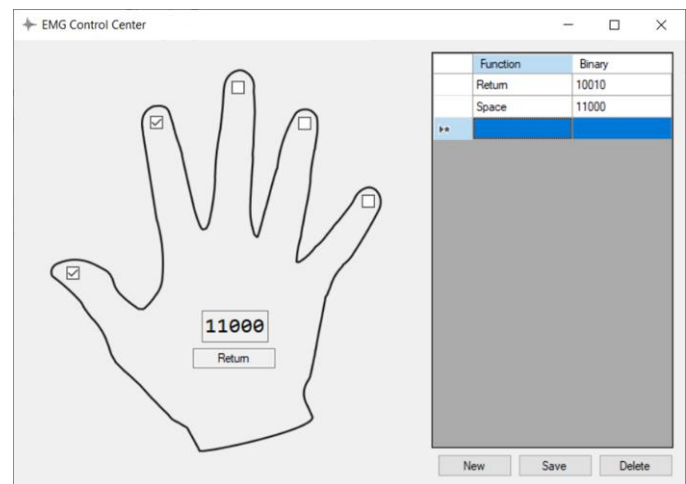 EMG Control Center
Function Binary
Return 10010
Space 11000
11000
Return
New Save Delete